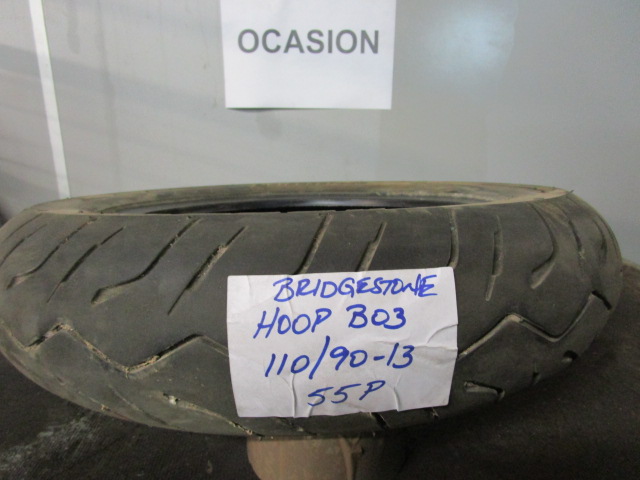 OCASION
BRIDGESTONE
HOOP B03
110/90-13
55P